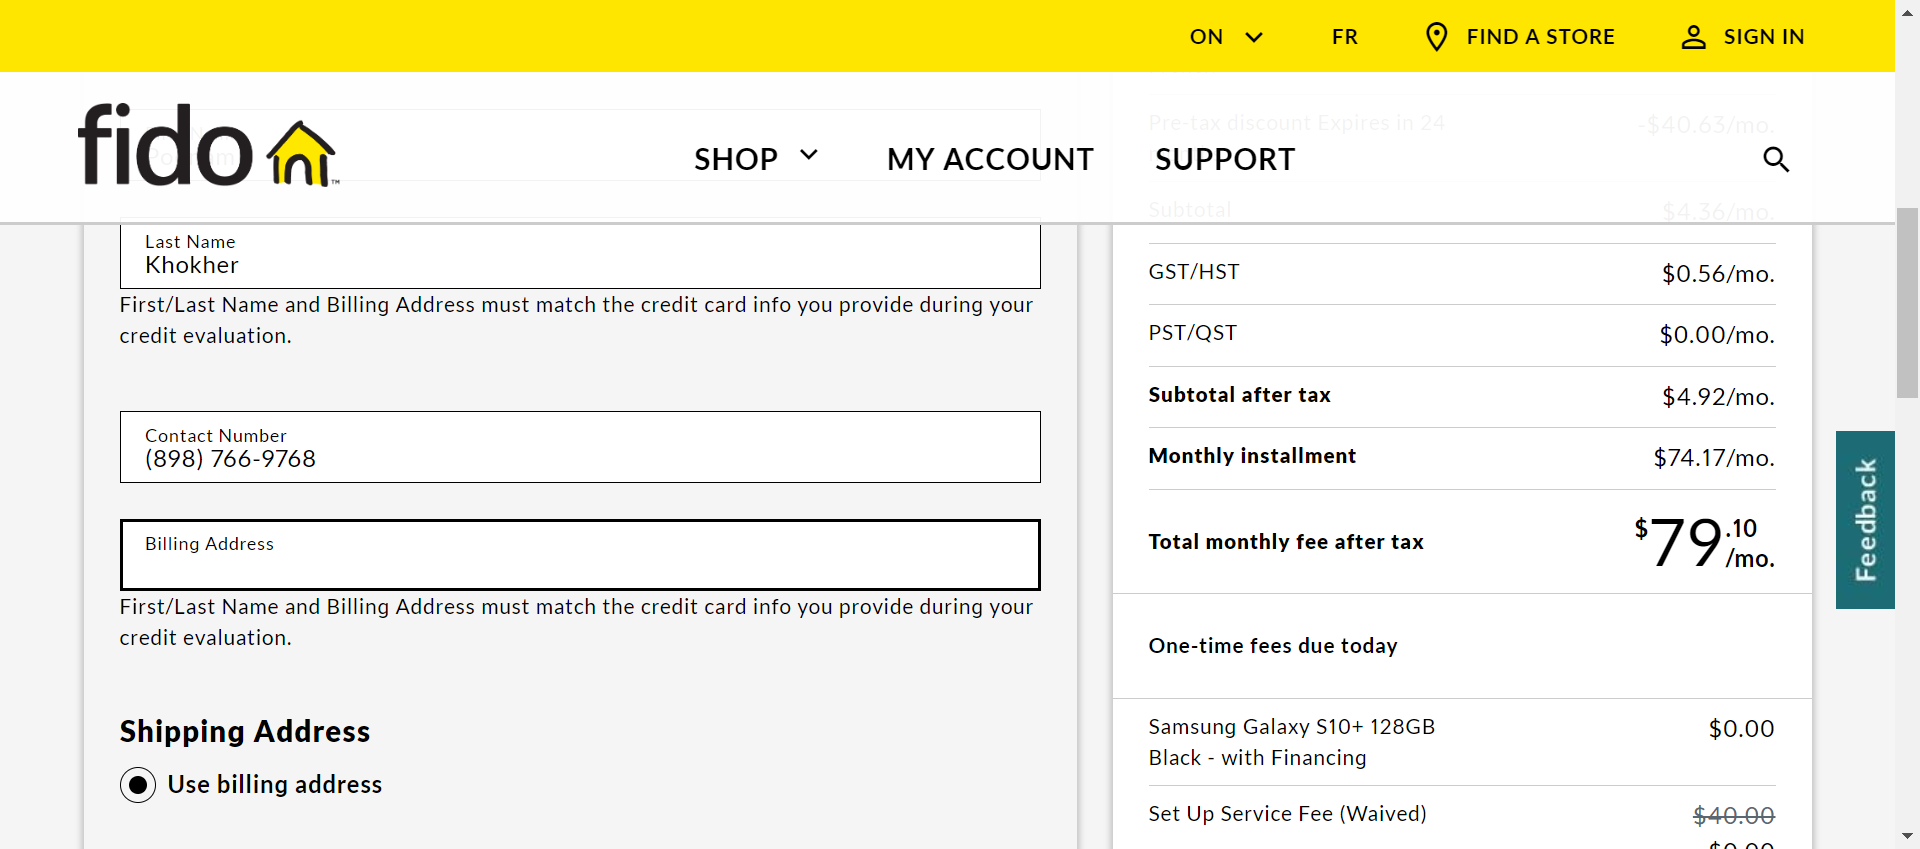 ON
FR
FIND A STORE
SIGN IN
fido
TM
SHOP
MY ACCOUNT
SUPPORT
Last Name
Khokher
First/Last Name and Billing Address must match the credit card info you provide during your
credit evaluation.
Contact Number
(898) 766-9768
Billing Address
First/Last Name and Billing Address must match the credit card info you provide during your
credit evaluation.
Shipping Address
Use billing address
Pre-tax discount Expires in 24
-$40.63/mo.
Subtotal
$4.36/mo.
GST/HST
$0.56/mo.
PST/QST
$0.00/mo.
Subtotal after tax
$4.92/mo.
Monthly installment
$74.17/mo.
Total monthly fee after tax
$79.10
/mo.
One-time fees due today
Samsung Galaxy S10+ 128GB
Black - with Financing
$0.00
Set Up Service Fee (Waived)
$40.00
$0.00
Feedback